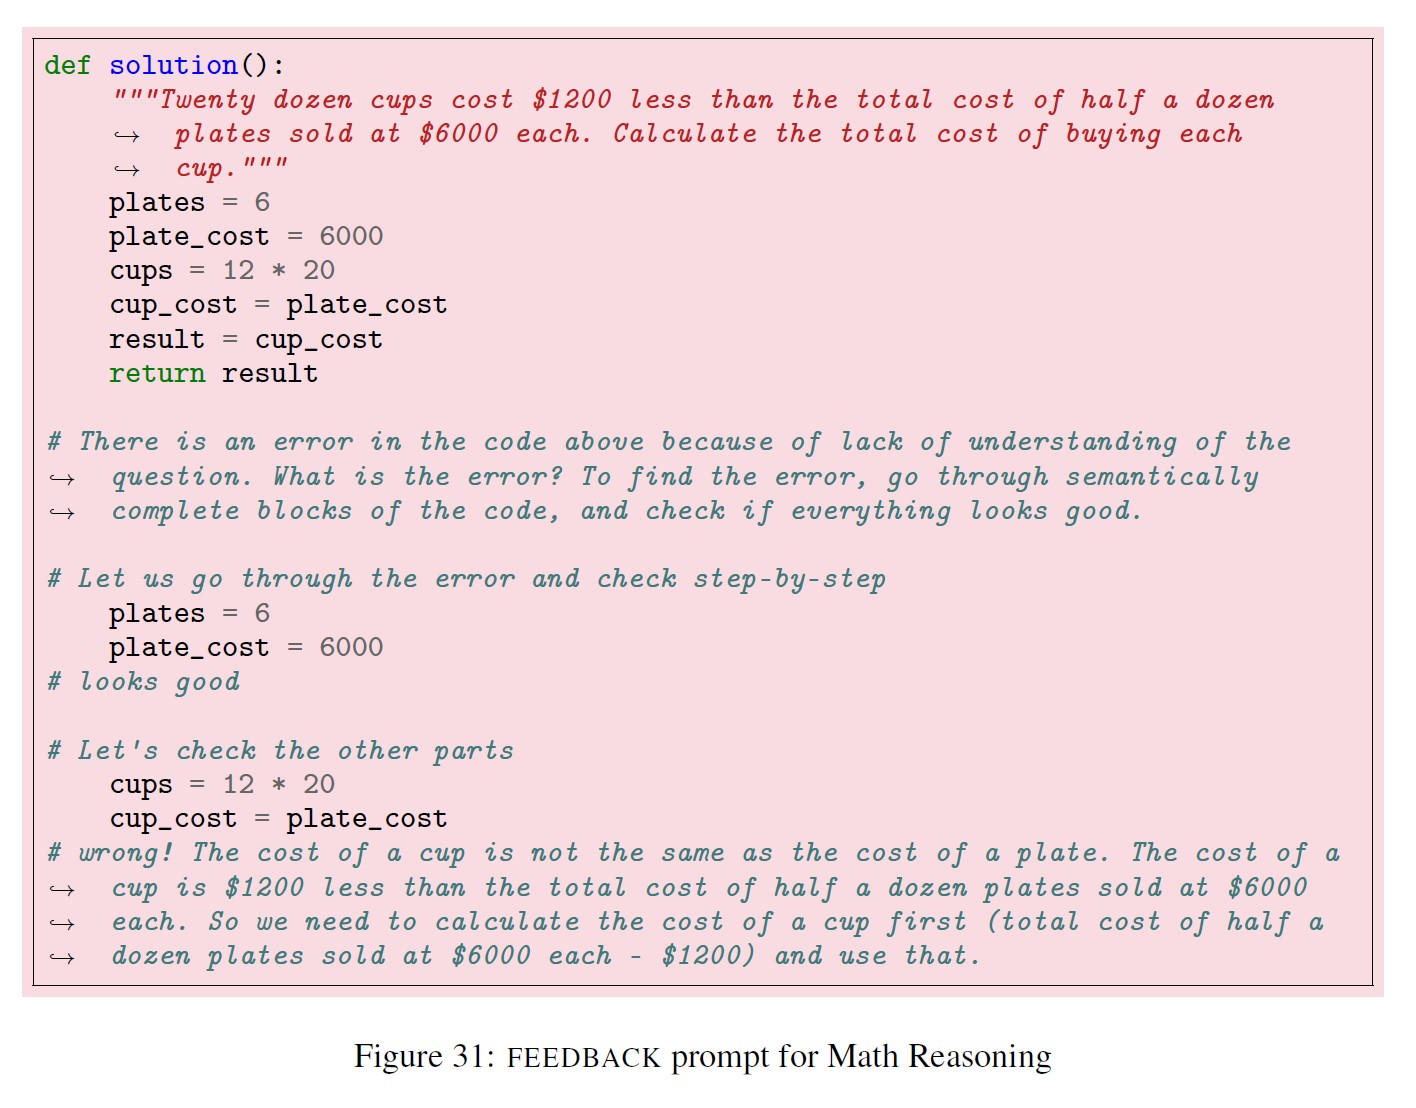 def solution():
    """Twenty dozen cups cost $1200 less than the total cost of half a dozen
    ↪  plates sold at $6000 each. Calculate the total cost of buying each
    ↪  cup."""
    plates = 6
    plate_cost = 6000
    cups = 12 * 20
    cup_cost = plate_cost
    result = cup_cost
    return result

# There is an error in the code above because of lack of understanding of the
↪  question. What is the error? To find the error, go through semantically
↪  complete blocks of the code, and check if everything looks good.

# Let us go through the error and check step-by-step
    plates = 6
    plate_cost = 6000
# looks good

# Let's check the other parts
    cups = 12 * 20
    cup_cost = plate_cost
# wrong! The cost of a cup is not the same as the cost of a plate. The cost of a
↪  cup is $1200 less than the total cost of half a dozen plates sold at $6000
↪  each. So we need to calculate the cost of a cup first (total cost of half a
↪  dozen plates sold at $6000 each - $1200) and use that.

Figure 31: FEEDBACK prompt for Math Reasoning